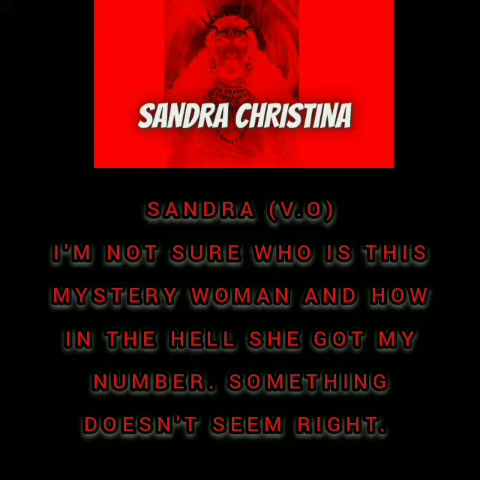 SANDRA CHRISTINA
SANDRA (V.O)
I'M NOT SURE WHO IS THIS
MYSTERY WOMAN AND HOW
IN THE HELL SHE GOT MY
NUMBER. SOMETHING
DOESN'T SEEM RIGHT.